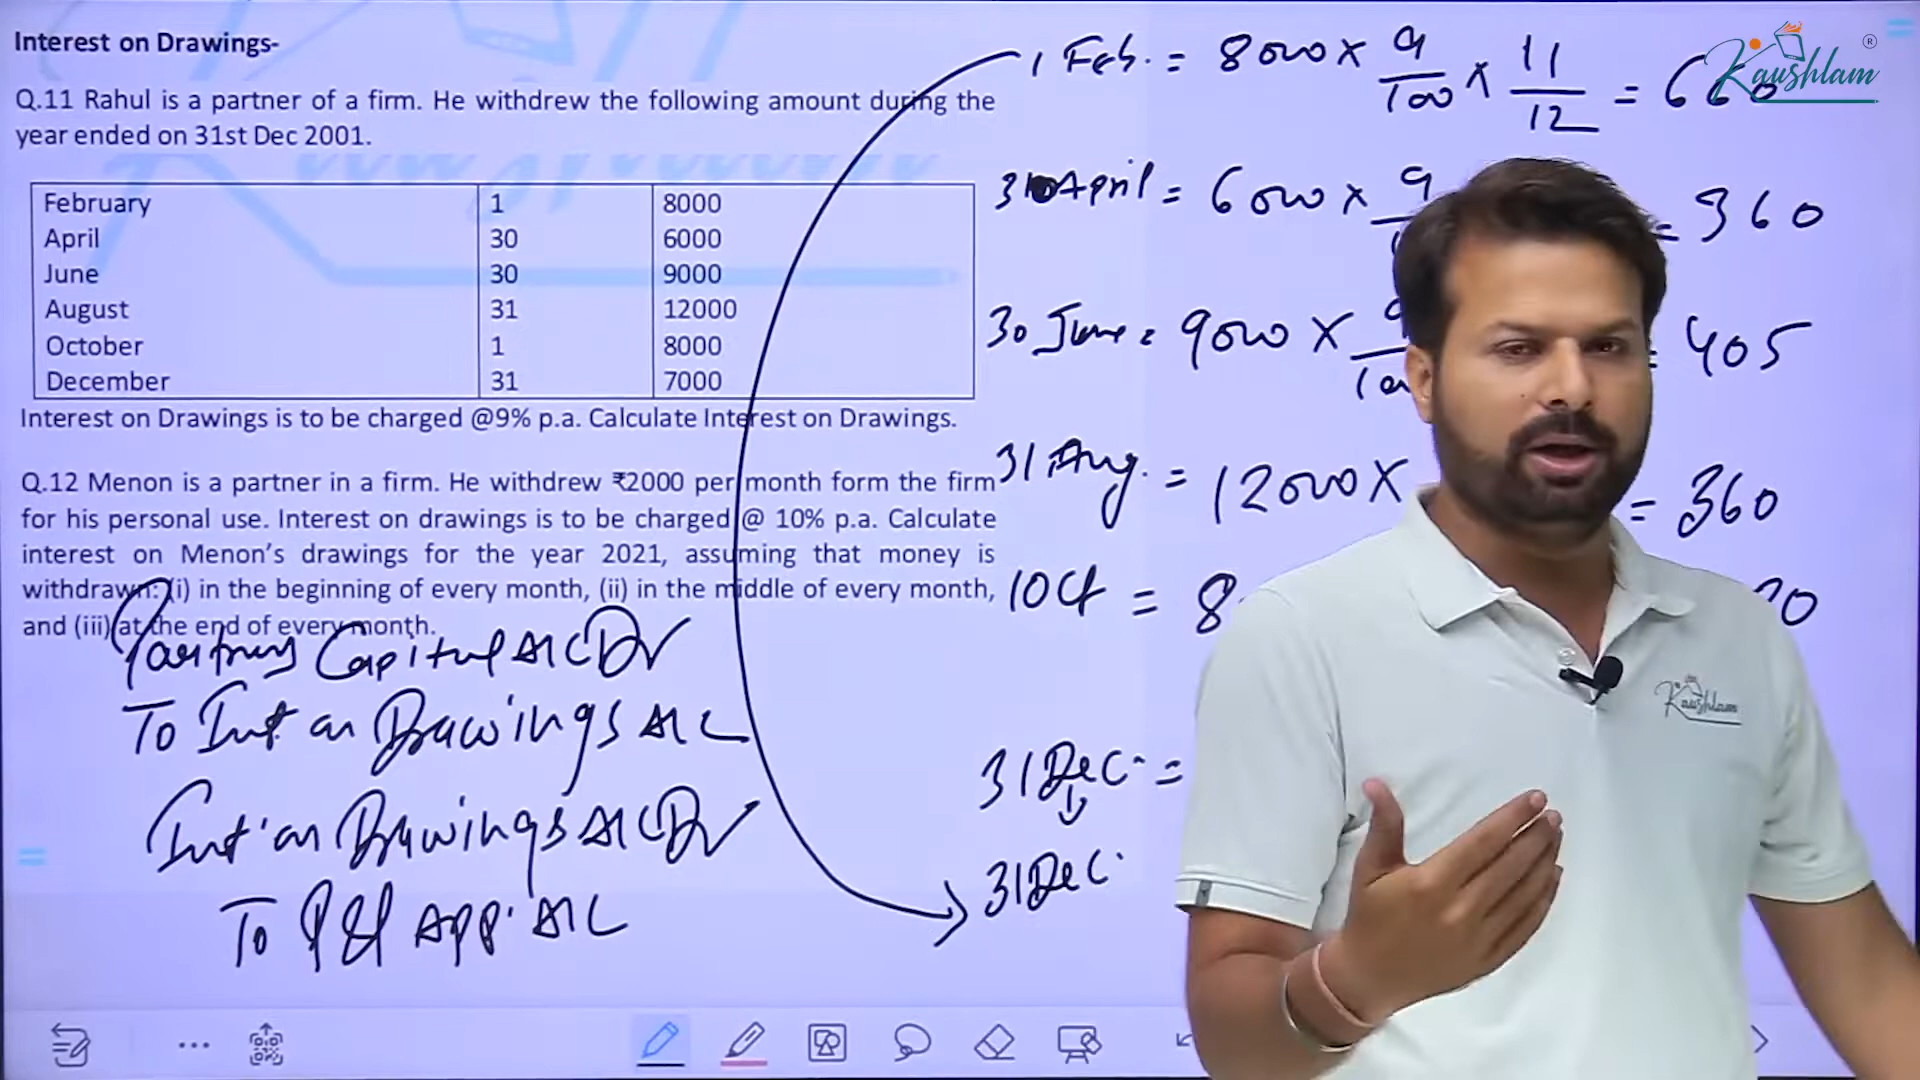 Interest on Drawings-
Q.11 Rahul is a partner of a firm. He withdrew the following amount during the
year ended on 31st Dec 2001.
February 1 8000
April 30 6000
June 30 9000
August 31 12000
October 1 8000
December 31 7000
Interest on Drawings is to be charged @9% p.a. Calculate Interest on Drawings.
Q.12 Menon is a partner in a firm. He withdrew ₹2000 per month form the firm
for his personal use. Interest on drawings is to be charged @ 10% p.a. Calculate
interest on Menon's drawings for the year 2021, assuming that money is
withdrawn: (i) in the beginning of every month, (ii) in the middle of every month,
and (iii) at the end of every month.
Partners Capital A/C Dr
To Int on Drawings A/C
Int. on Drawings A/C Dr
To P&L App. A/C
1 Feb. = 8000 × 9/100 × 11/12 = 660
April = 6000 × 9 = 360
30 June = 9000 × 9/100 = 405
31 Aug. = 12000 × = 360
1 Oct = 8
31 Dec. =
31 Dec.
Kaushlam ®
Kaushlam